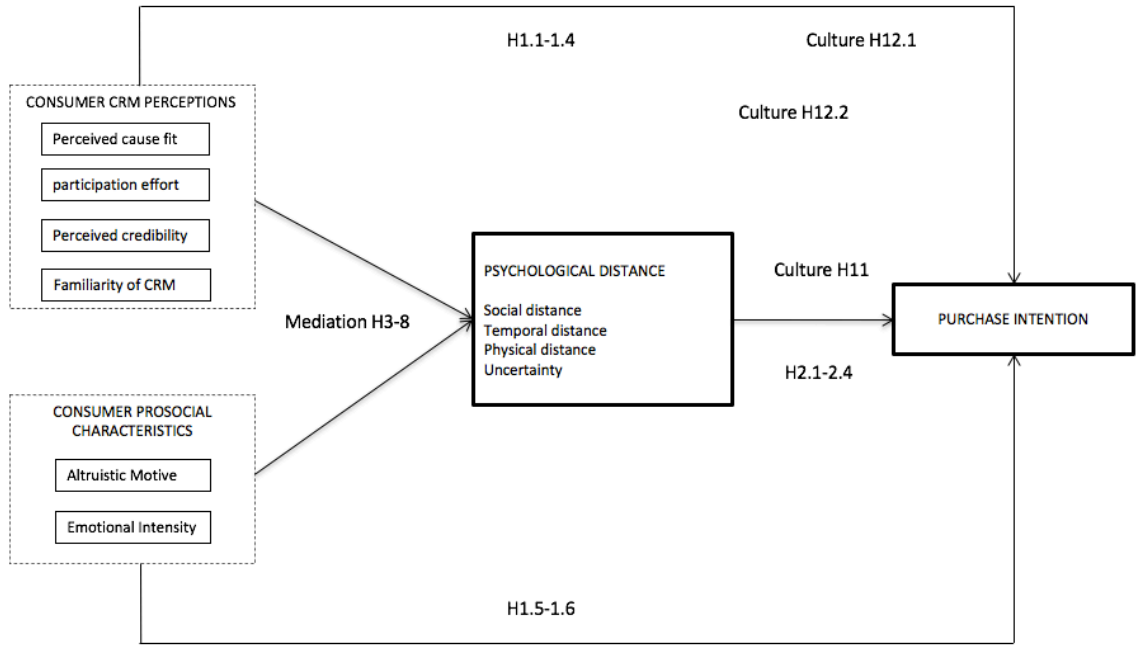 H1.1-1.4
Culture H12.1
CONSUMER CRM PERCEPTIONS
Perceived cause fit
participation effort
Perceived credibility
Familiarity of CRM
Culture H12.2
Mediation H3-8
PSYCHOLOGICAL DISTANCE
Social distance
Temporal distance
Physical distance
Uncertainty
Culture H11
H2.1-2.4
PURCHASE INTENTION
CONSUMER PROSOCIAL
CHARACTERISTICS
Altruistic Motive
Emotional Intensity
H1.5-1.6